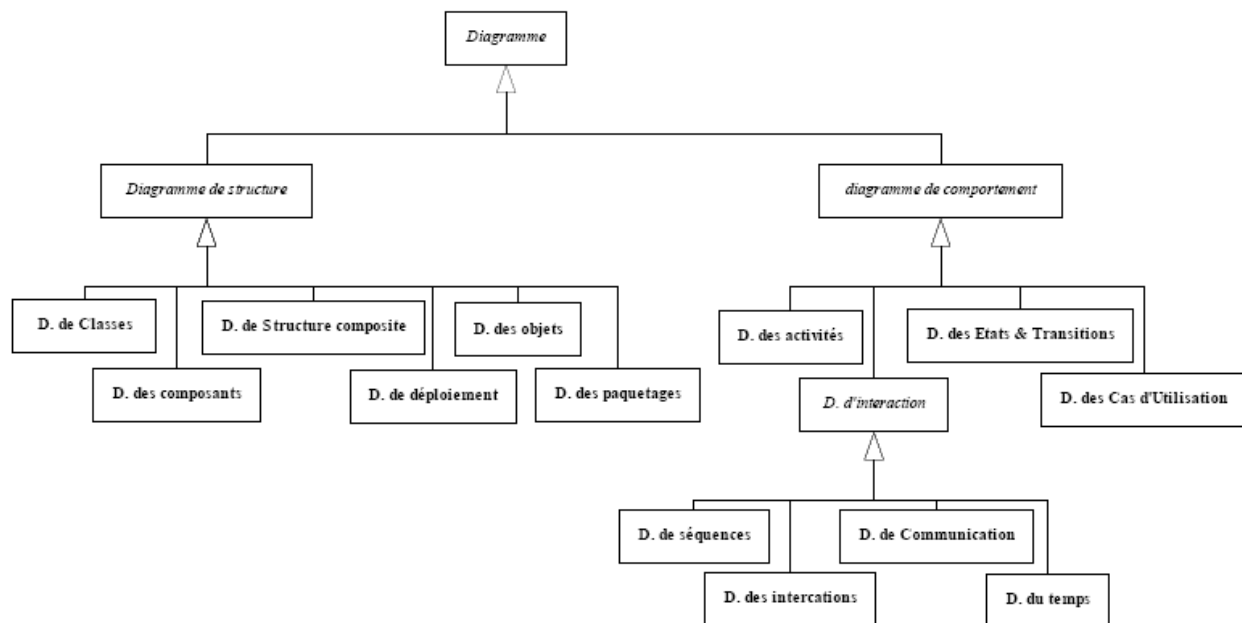 Diagramme
Diagramme de structure
diagramme de comportement
D. de Classes
D. de Structure composite
D. des objets
D. des activités
D. des Etats & Transitions
D. des composants
D. de déploiement
D. des paquetages
D. d'interaction
D. des Cas d'Utilisation
D. de séquences
D. de Communication
D. des intercations
D. du temps